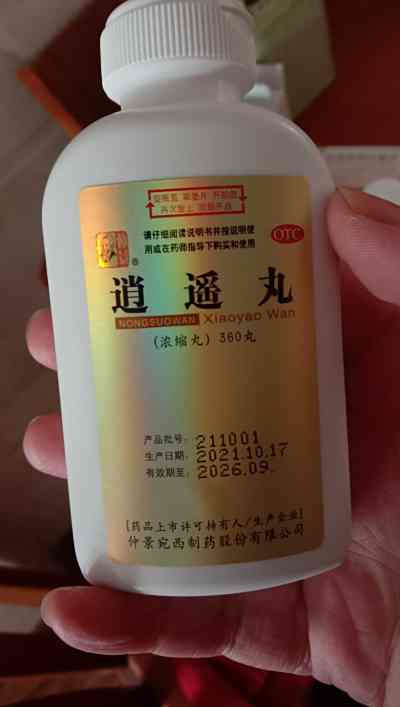 请仔细阅读说明书并按说明使
用或在药师指导下购买和使用
OTC
逍遥丸
NONGSUOWAN Xiaoyao Wan
(浓缩丸) 360丸
产品批号: 211001
生产日期: 2021.10.17
有效期至: 2026.09.
[药品上市许可持有人/生产企业]
仲景宛西制药股份有限公司